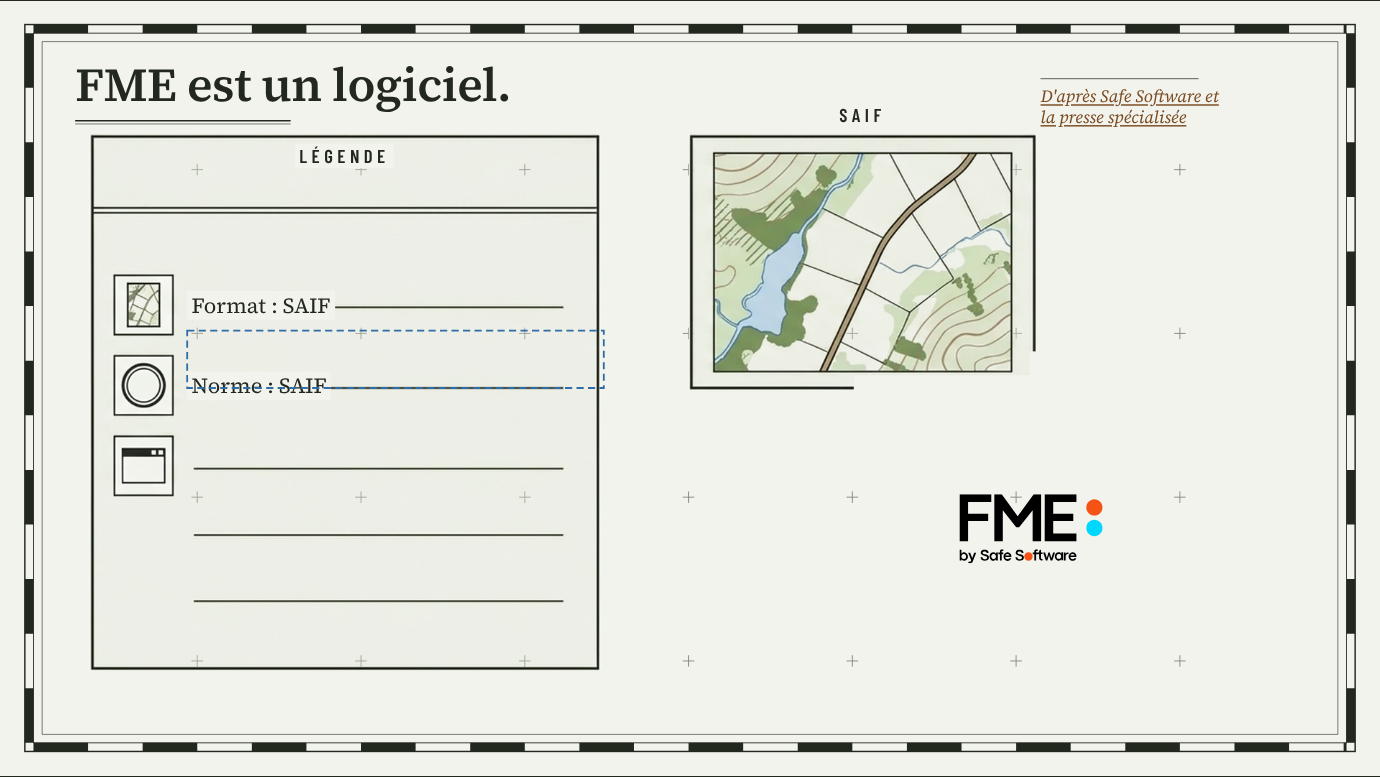 FME est un logiciel.
D'après Safe Software et
la presse spécialisée
LÉGENDE
Format : SAIF
Norme : SAIF
SAIF
FME:
by Safe Software